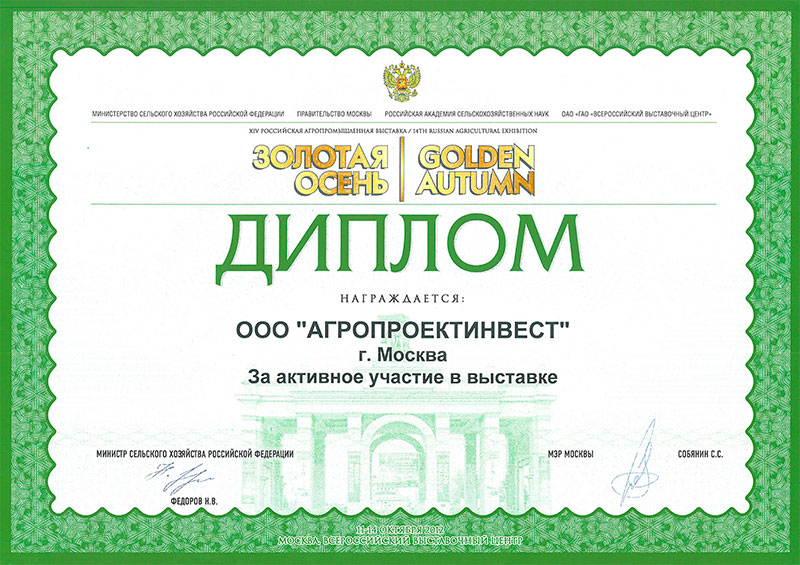 МИНИСТЕРСТВО СЕЛЬСКОГО ХОЗЯЙСТВА РОССИЙСКОЙ ФЕДЕРАЦИИ ПРАВИТЕЛЬСТВО МОСКВЫ РОССИЙСКАЯ АКАДЕМИЯ СЕЛЬСКОХОЗЯЙСТВЕННЫХ НАУК ОАО «ГАО «ВСЕРОССИЙСКИЙ ВЫСТАВОЧНЫЙ ЦЕНТР»
XIV РОССИЙСКАЯ АГРОПРОМЫШЛЕННАЯ ВЫСТАВКА / 14TH RUSSIAN AGRICULTURAL EXHIBITION
ЗОЛОТАЯ GOLDEN
ОСЕНЬ AUTUMN
ДИПЛОМ
НАГРАЖДАЕТСЯ:
ООО "АГРОПРОЕКТИНВЕСТ"
г. Москва
За активное участие в выставке
МИНИСТР СЕЛЬСКОГО ХОЗЯЙСТВА РОССИЙСКОЙ ФЕДЕРАЦИИ МЭР МОСКВЫ СОБЯНИН С.С.
ФЕДОРОВ Н.В.
11-14 ОКТЯБРЯ 2012
МОСКВА, ВСЕРОССИЙСКИЙ ВЫСТАВОЧНЫЙ ЦЕНТР